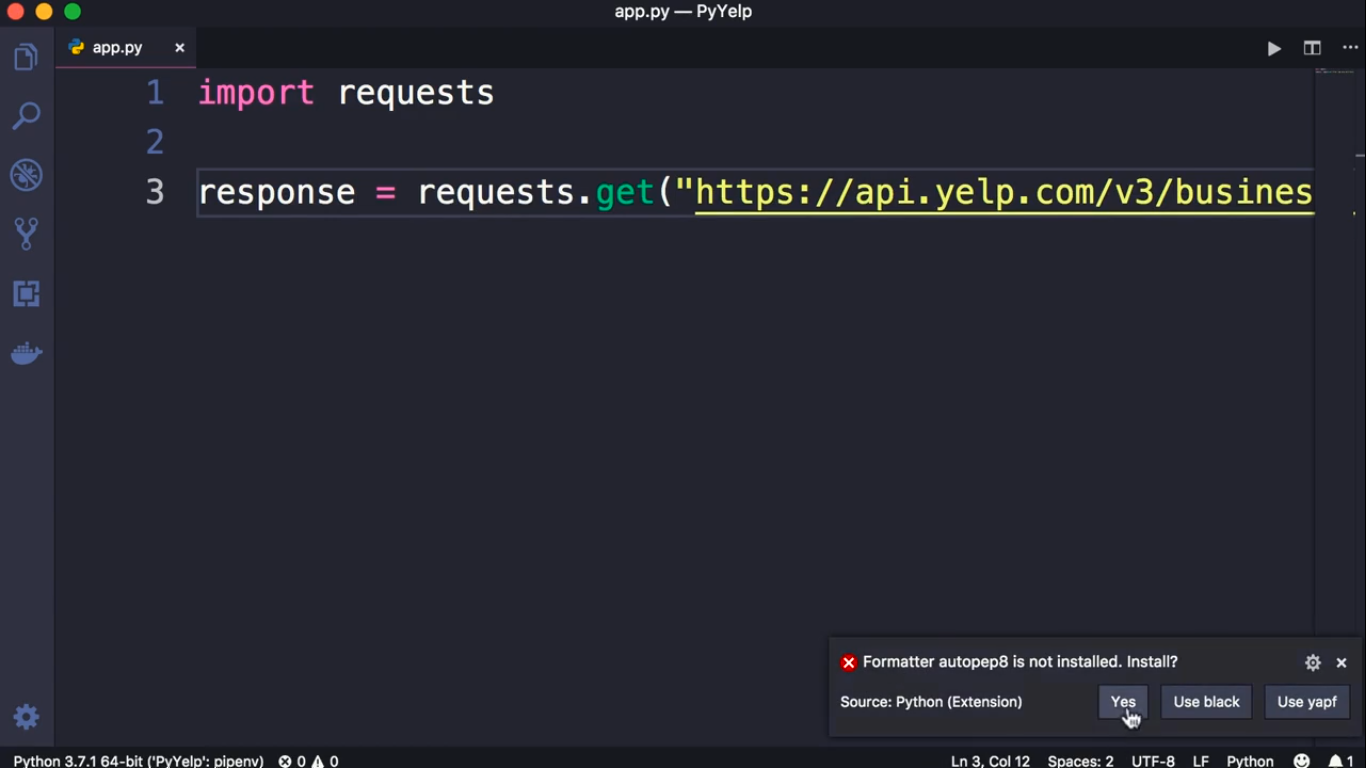 app.py — PyYelp
app.py
1 import requests
2
3 response = requests.get("https://api.yelp.com/v3/busines
Formatter autopep8 is not installed. Install?
Source: Python (Extension) Yes Use black Use yapf
Python 3.7.1 64-bit ('PyYelp': pipenv) 0 0 Ln 3, Col 12 Spaces: 2 UTF-8 LF Python 1